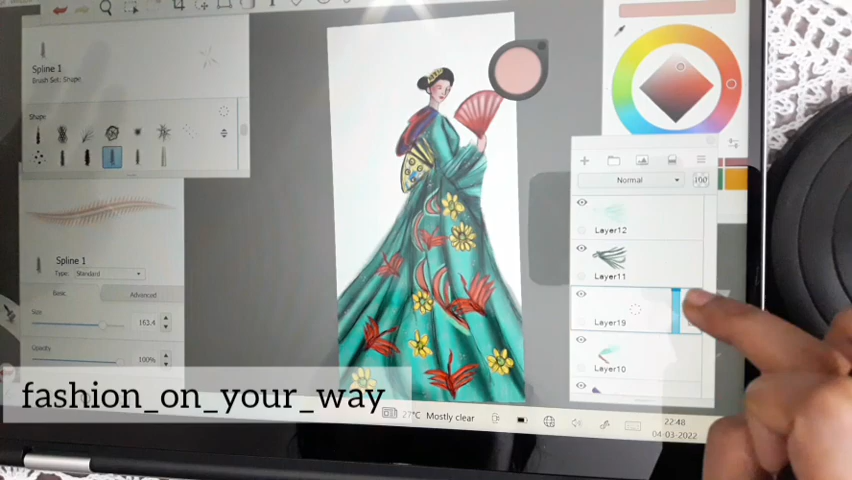 Spline 1
Brush Set: Shape
Shape
Spline 1
Type: Standard
Basic
Advanced
Size
163.4
Opacity
100%
Normal
100
Layer12
Layer11
Layer19
Layer10
fashion_on_your_way
27°C Mostly clear
22:48
04-03-2022